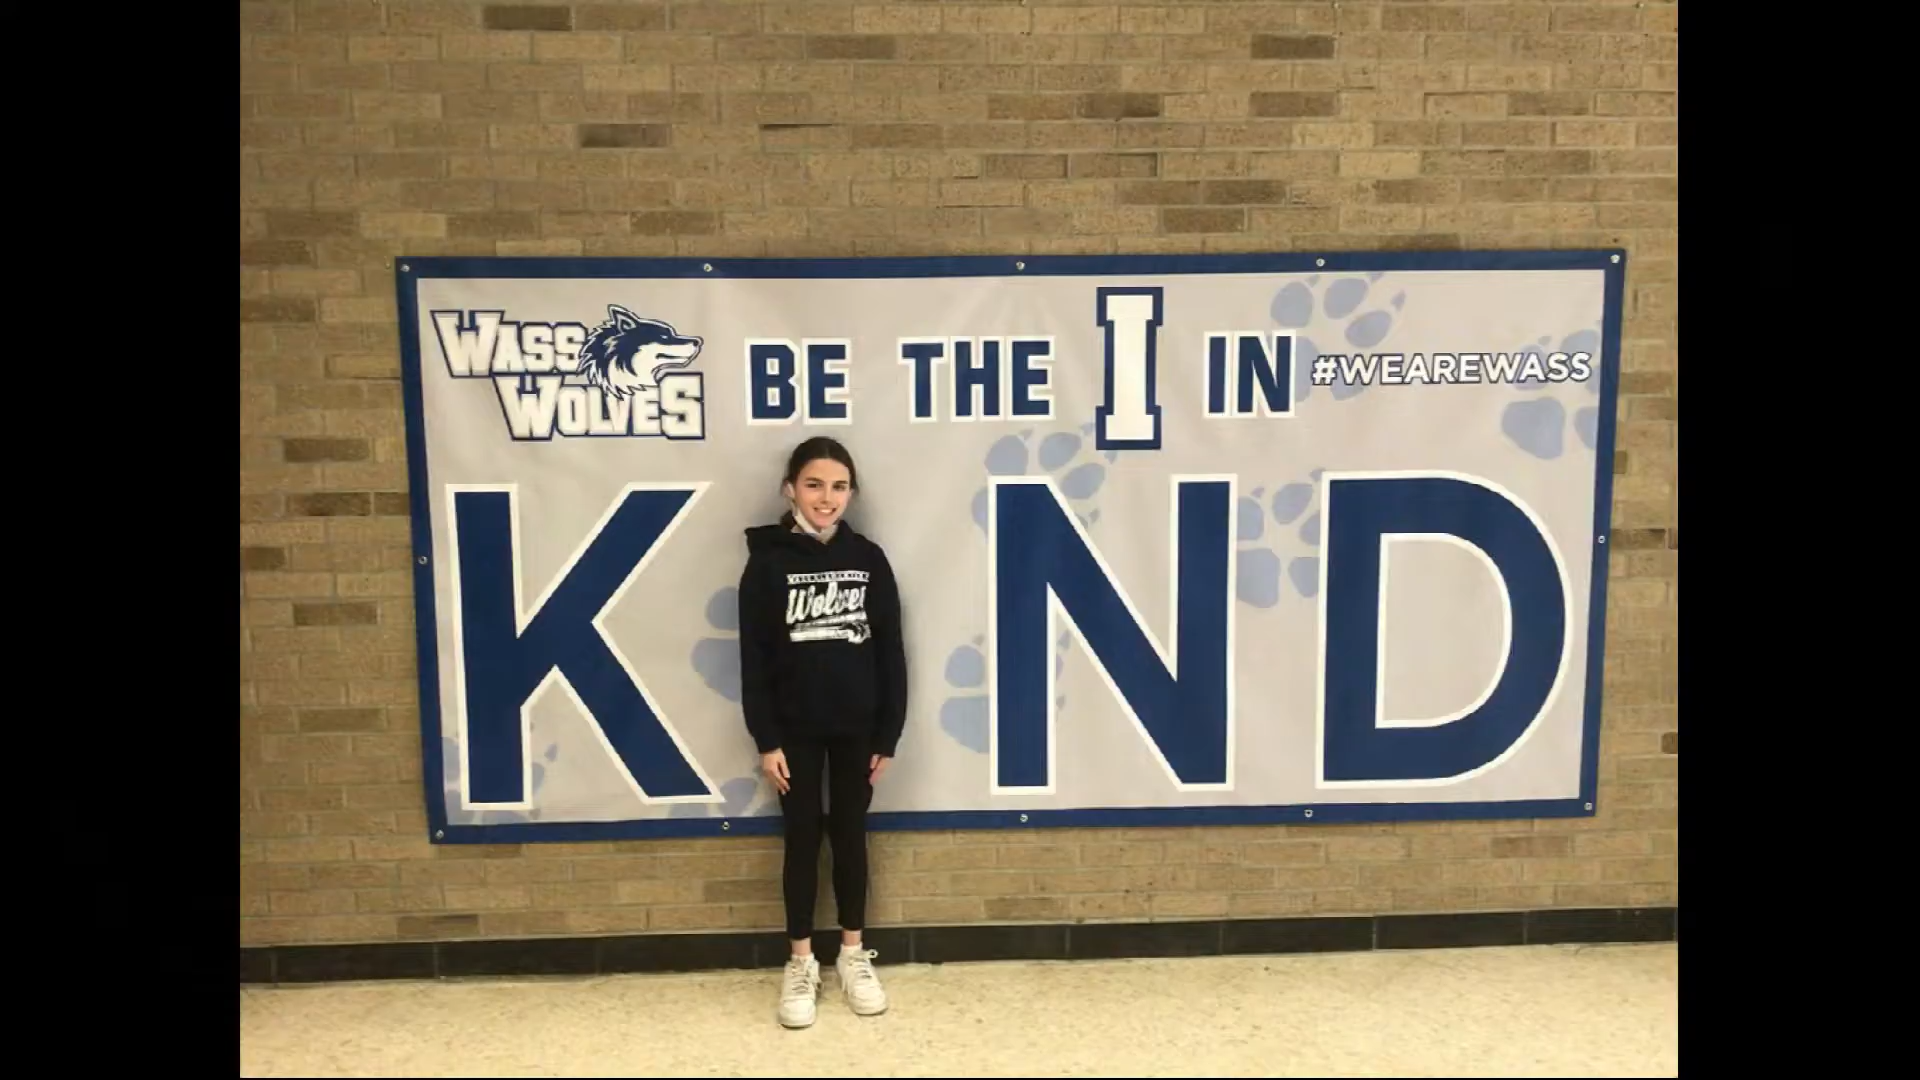 WASS WOLVES
BE THE I IN
#WEAREWASS
K ND
Wolves